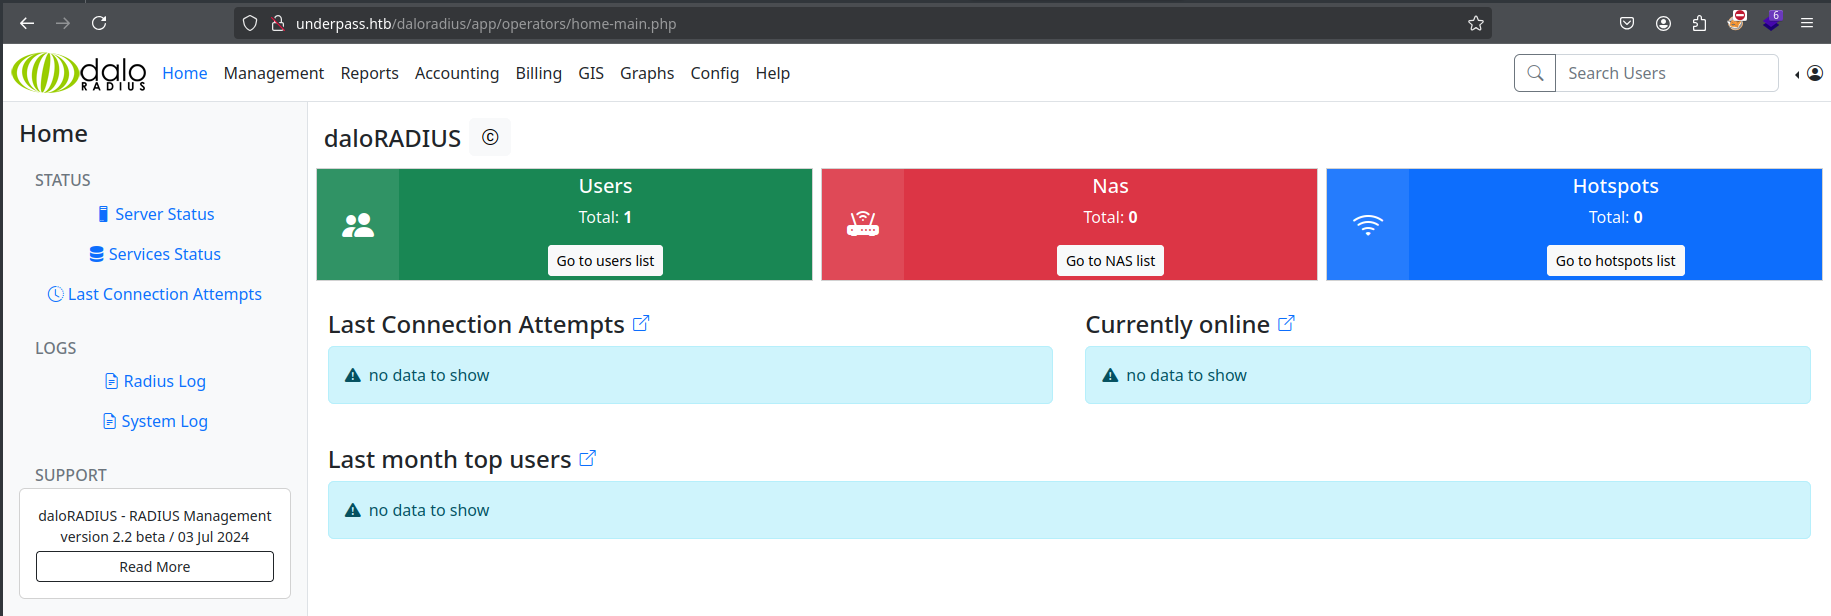 underpass.htb/daloradius/app/operators/home-main.php
6
dalo RADIUS Home Management Reports Accounting Billing GIS Graphs Config Help Search Users
Home
STATUS
Server Status
Services Status
Last Connection Attempts
LOGS
Radius Log
System Log
SUPPORT
daloRADIUS - RADIUS Management
version 2.2 beta / 03 Jul 2024
Read More
daloRADIUS ©
Users
Total: 1
Go to users list
Nas
Total: 0
Go to NAS list
Hotspots
Total: 0
Go to hotspots list
Last Connection Attempts
no data to show
Currently online
no data to show
Last month top users
no data to show